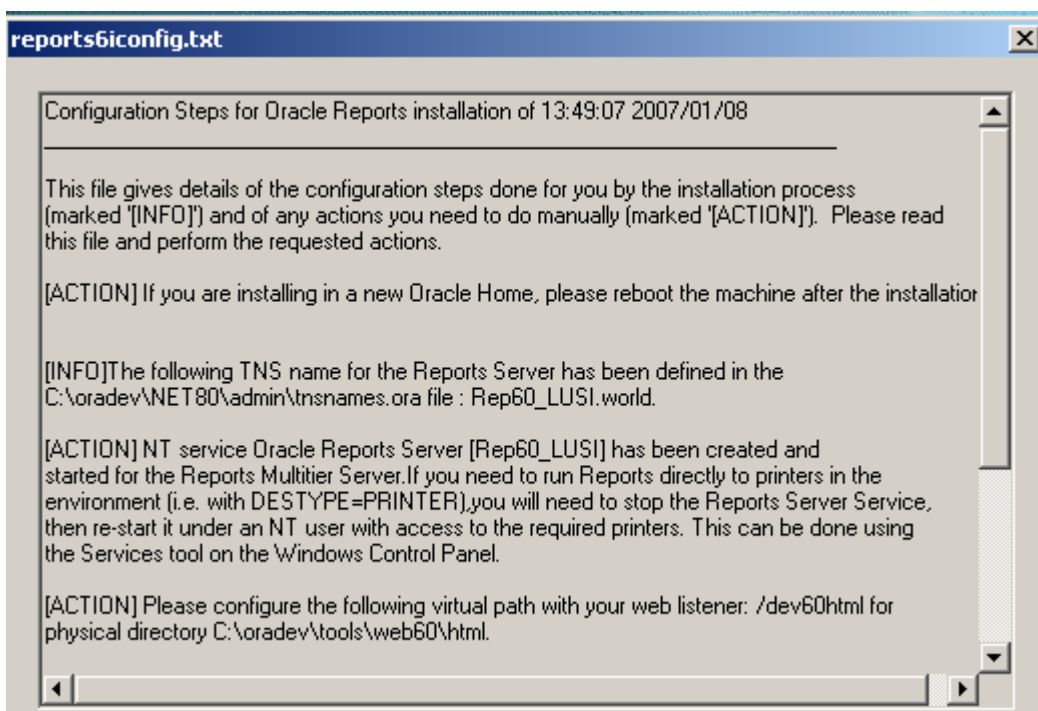 reports6iconfig.txt
Configuration Steps for Oracle Reports installation of 13:49:07 2007/01/08
This file gives details of the configuration steps done for you by the installation process
(marked '[INFO]') and of any actions you need to do manually (marked '[ACTION]').  Please read
this file and perform the requested actions.
[ACTION] If you are installing in a new Oracle Home, please reboot the machine after the installation
[INFO]The following TNS name for the Reports Server has been defined in the
C:\oradev\NET80\admin\tnsnames.ora file : Rep60_LUSI.world.
[ACTION] NT service Oracle Reports Server [Rep60_LUSI] has been created and
started for the Reports Multitier Server.If you need to run Reports directly to printers in the
environment (i.e. with DESTYPE=PRINTER),you will need to stop the Reports Server Service,
then re-start it under an NT user with access to the required printers. This can be done using
the Services tool on the Windows Control Panel.
[ACTION] Please configure the following virtual path with your web listener: /dev60html for
physical directory C:\oradev\tools\web60\html.